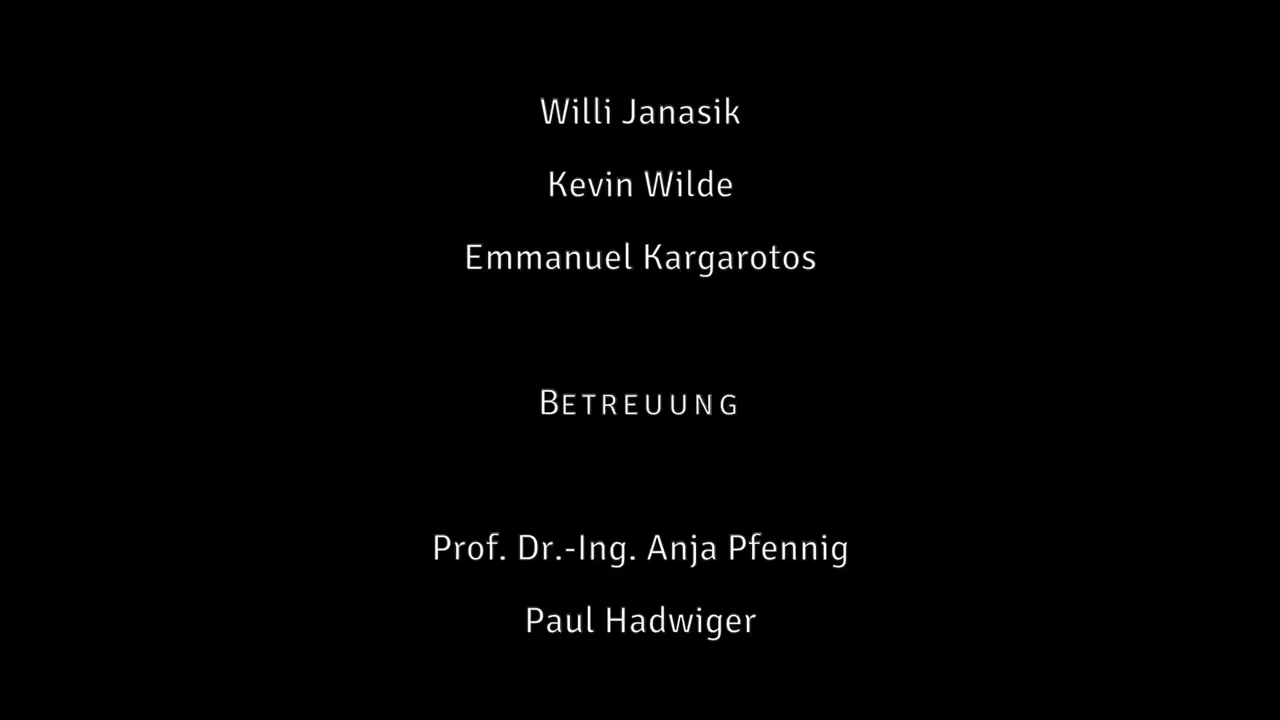 Willi Janasik
Kevin Wilde
Emmanuel Kargarotos
BETREUUNG
Prof. Dr.-Ing. Anja Pfennig
Paul Hadwiger